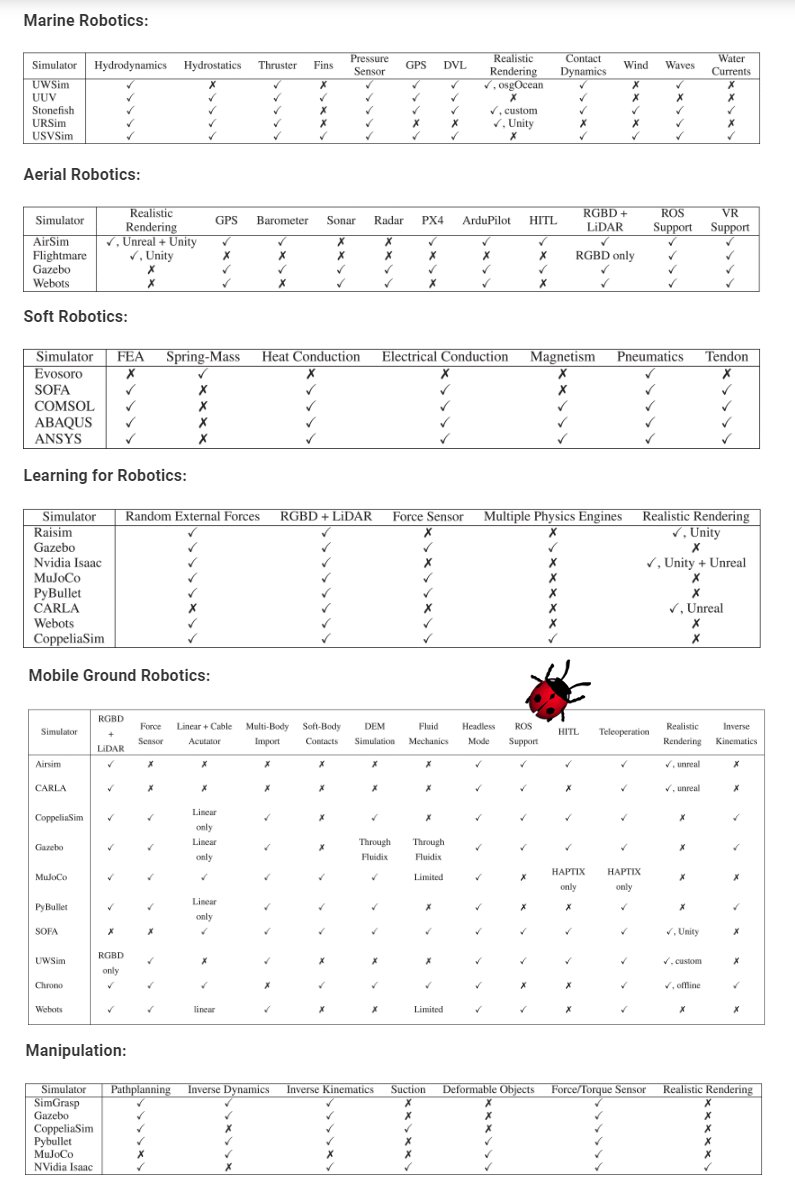 Marine Robotics:
Simulator Hydrodynamics Hydrostatics Thruster Fins Pressure Sensor GPS DVL Realistic Rendering Contact Dynamics Wind Waves Water Currents
UWSim ✓ ✗ ✓ ✗ ✓ ✓ ✓ ✓, osgOcean ✓ ✗ ✓ ✗
UUV ✓ ✓ ✓ ✓ ✓ ✓ ✓ ✗ ✓ ✗ ✗ ✗
Stonefish ✓ ✓ ✓ ✗ ✓ ✓ ✓ ✓, custom ✓ ✓ ✓ ✓
URSim ✓ ✓ ✓ ✗ ✓ ✗ ✗ ✓, Unity ✗ ✗ ✓ ✗
USVSim ✓ ✓ ✓ ✓ ✓ ✓ ✓ ✗ ✓ ✓ ✓ ✓
Aerial Robotics:
Simulator Realistic Rendering GPS Barometer Sonar Radar PX4 ArduPilot HITL RGBD + LiDAR ROS Support VR Support
AirSim ✓, Unreal + Unity ✓ ✓ ✗ ✗ ✓ ✓ ✓ ✓ ✓ ✓
Flightmare ✓, Unity ✗ ✗ ✗ ✗ ✗ ✗ ✗ RGBD only ✓ ✓
Gazebo ✗ ✓ ✓ ✓ ✓ ✓ ✓ ✓ ✓ ✓ ✓
Webots ✗ ✓ ✗ ✓ ✓ ✗ ✓ ✗ ✓ ✓ ✓
Soft Robotics:
Simulator FEA Spring-Mass Heat Conduction Electrical Conduction Magnetism Pneumatics Tendon
Evosoro ✗ ✓ ✗ ✗ ✗ ✓ ✗
SOFA ✓ ✗ ✓ ✓ ✗ ✓ ✓
COMSOL ✓ ✗ ✓ ✓ ✓ ✓ ✓
ABAQUS ✓ ✗ ✓ ✓ ✓ ✓ ✓
ANSYS ✓ ✗ ✓ ✓ ✓ ✓ ✓
Learning for Robotics:
Simulator Random External Forces RGBD + LiDAR Force Sensor Multiple Physics Engines Realistic Rendering
Raisim ✓ ✓ ✗ ✗ ✓, Unity
Gazebo ✓ ✓ ✓ ✓ ✗
Nvidia Isaac ✓ ✓ ✗ ✗ ✓, Unity + Unreal
MuJoCo ✓ ✓ ✓ ✗ ✗
PyBullet ✓ ✓ ✓ ✗ ✗
CARLA ✗ ✓ ✗ ✗ ✓, Unreal
Webots ✓ ✓ ✓ ✗ ✗
CoppeliaSim ✓ ✓ ✓ ✓ ✗
Mobile Ground Robotics:
Simulator RGBD + LiDAR Force Sensor Linear + Cable Acutator Multi-Body Import Soft-Body Contacts DEM Simulation Fluid Mechanics Headless Mode ROS Support HITL Teleoperation Realistic Rendering Inverse Kinematics
Airsim ✓ ✗ ✗ ✗ ✗ ✗ ✗ ✓ ✓ ✓ ✓ ✓, unreal ✗
CARLA ✓ ✗ ✗ ✗ ✗ ✗ ✗ ✓ ✓ ✗ ✓ ✓, unreal ✗
CoppeliaSim ✓ ✓ Linear only ✓ ✗ ✓ ✗ ✓ ✓ ✓ ✓ ✗ ✓
Gazebo ✓ ✓ Linear only ✓ ✗ Through Fluidix Through Fluidix ✓ ✓ ✓ ✓ ✗ ✓
MuJoCo ✓ ✓ ✓ ✓ ✓ ✓ Limited ✓ ✗ HAPTIX only HAPTIX only ✗ ✗
PyBullet ✓ ✓ Linear only ✓ ✓ ✓ ✗ ✓ ✗ ✗ ✓ ✗ ✓
SOFA ✗ ✗ ✓ ✓ ✓ ✓ ✓ ✓ ✓ ✓ ✓ ✓, Unity ✗
UWSim RGBD only ✓ ✗ ✓ ✗ ✗ ✗ ✓ ✓ ✓ ✓ ✓, custom ✗
Chrono ✓ ✓ ✓ ✗ ✓ ✓ ✓ ✓ ✗ ✗ ✓ ✓, offline ✓
Webots ✓ ✓ linear ✓ ✗ ✗ Limited ✓ ✓ ✗ ✓ ✗ ✗
Manipulation:
Simulator Pathplanning Inverse Dynamics Inverse Kinematics Suction Deformable Objects Force/Torque Sensor Realistic Rendering
SimGrasp ✓ ✓ ✓ ✗ ✗ ✓ ✗
Gazebo ✓ ✓ ✓ ✗ ✗ ✓ ✗
CoppeliaSim ✓ ✗ ✓ ✓ ✗ ✓ ✗
Pybullet ✓ ✓ ✓ ✗ ✓ ✓ ✗
MuJoCo ✗ ✓ ✗ ✗ ✓ ✓ ✗
NVidia Isaac ✓ ✗ ✓ ✓ ✓ ✓ ✓